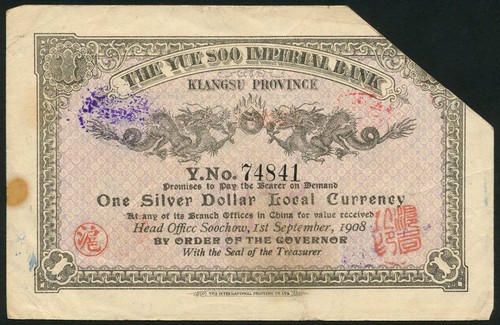 THE YUE SOO IMPERIAL BANK
KIANGSU PROVINCE
Y.No. 74841
Promises to Pay the Bearer on Demand
One Silver Dollar Local Currency
At any of its Branch Offices in China for value received
Head Office Soochow, 1st September, 1908
BY ORDER OF THE GOVERNOR
With the Seal of the Treasurer